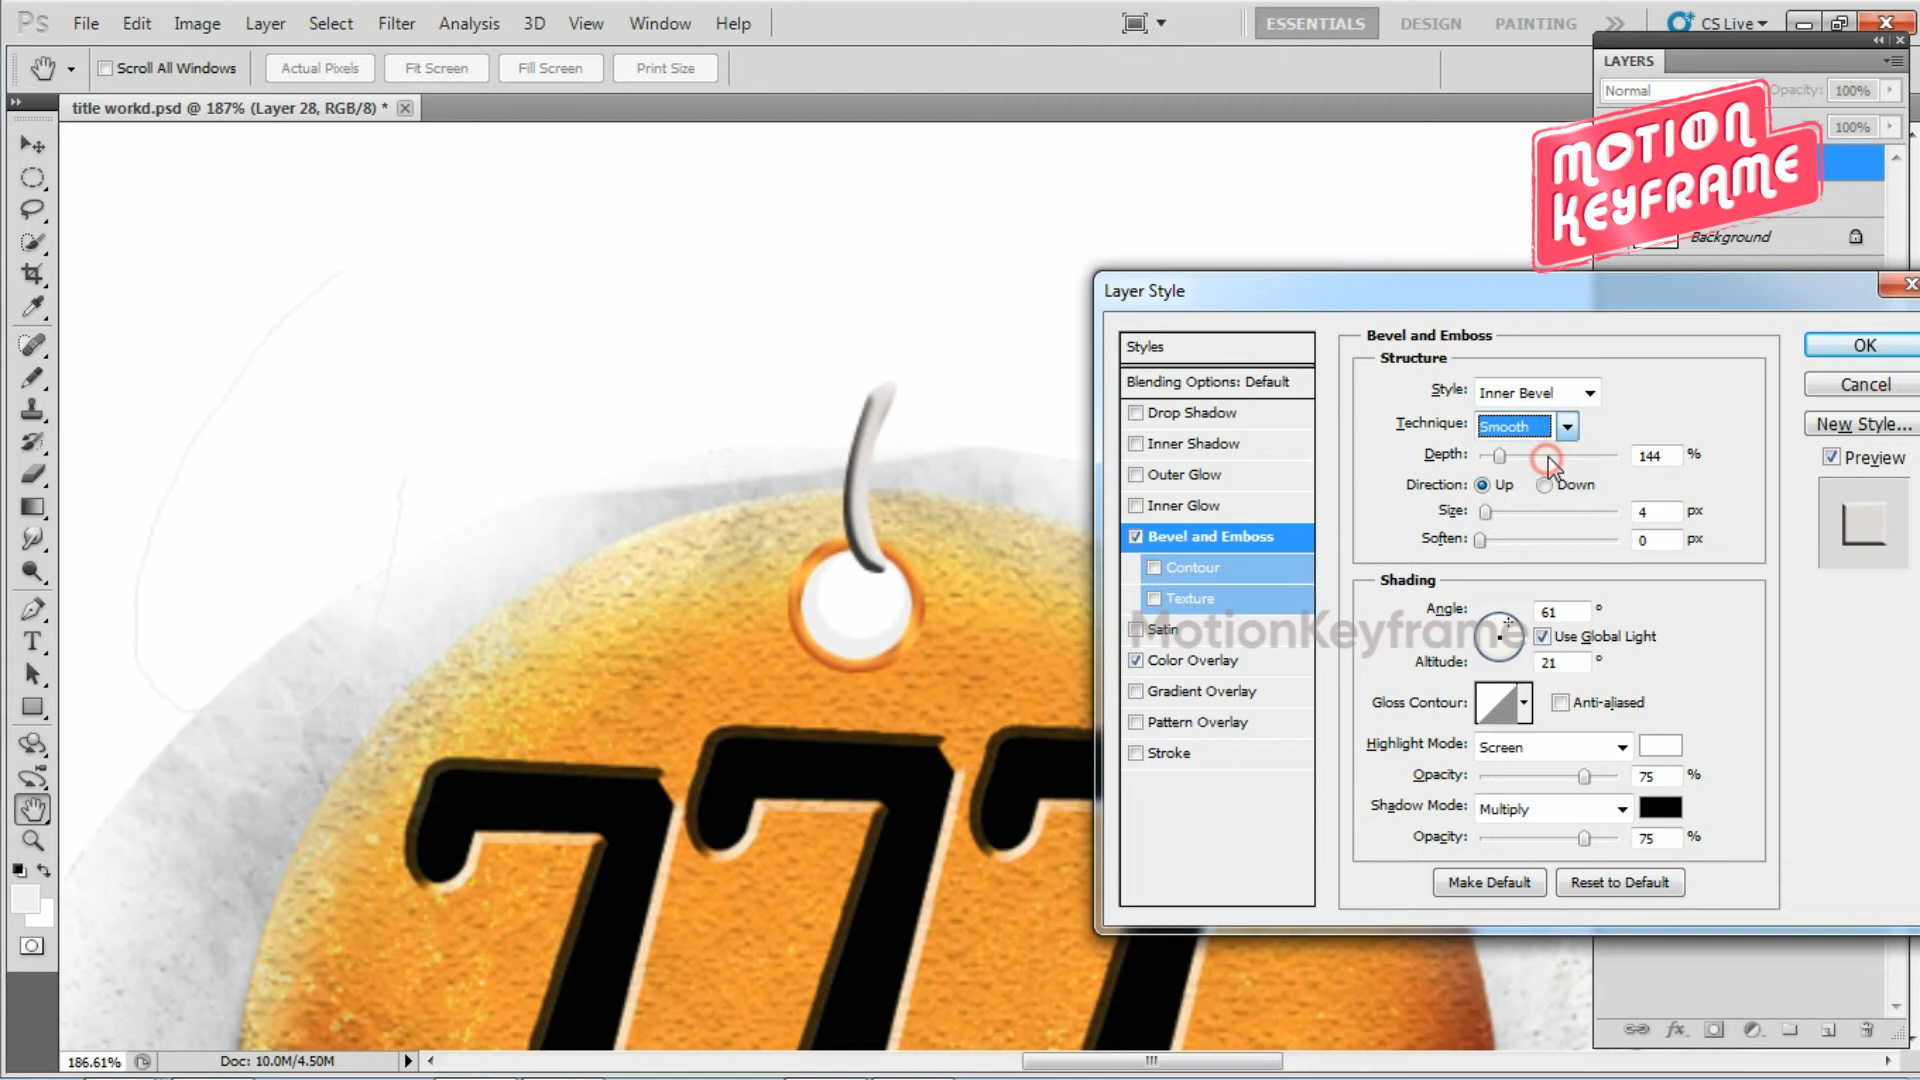 Ps File Edit Image Layer Select Filter Analysis 3D View Window Help ESSENTIALS DESIGN PAINTING CS Live
Scroll All Windows Actual Pixels Fit Screen Fill Screen Print Size
title workd.psd @ 187% (Layer 28, RGB/8) *
LAYERS
Normal Opacity: 100%
100%
MOTION
KEYFRAME
Background
Layer Style
Styles
Blending Options: Default
Drop Shadow
Inner Shadow
Outer Glow
Inner Glow
Bevel and Emboss
Contour
Texture
Satin
Color Overlay
Gradient Overlay
Pattern Overlay
Stroke
Bevel and Emboss
Structure
Style: Inner Bevel
Technique: Smooth
Depth: 144 %
Direction: Up Down
Size: 4 px
Soften: 0 px
Shading
Angle: 61 °
Use Global Light
Altitude: 21 °
Gloss Contour: Anti-aliased
Highlight Mode: Screen
Opacity: 75 %
Shadow Mode: Multiply
Opacity: 75 %
Make Default Reset to Default
OK
Cancel
New Style...
Preview
MotionKeyframe
777
T
186.61% Doc: 10.0M/4.50M
fx